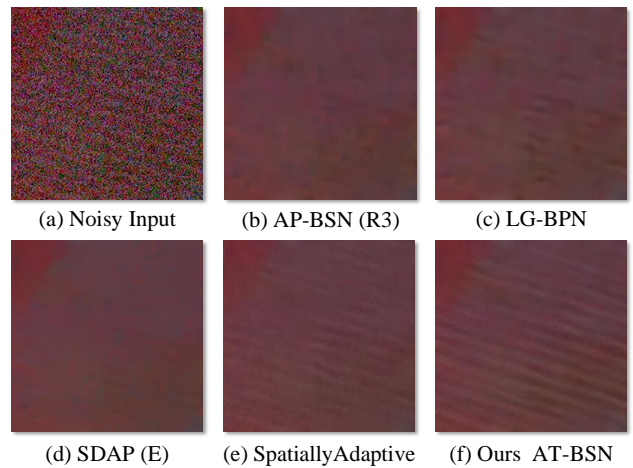 (a) Noisy Input
(b) AP-BSN (R3)
(c) LG-BPN
(d) SDAP (E)
(e) SpatiallyAdaptive
(f) Ours AT-BSN